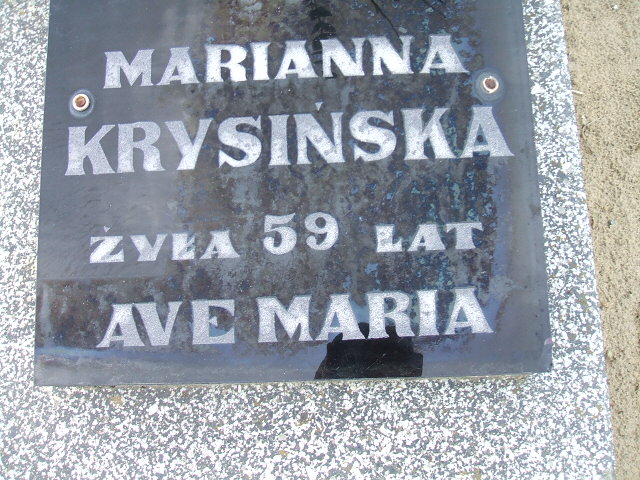 MARIANNA
KRYSIŃSKA
ŻYŁA 59 LAT
AVE MARIA